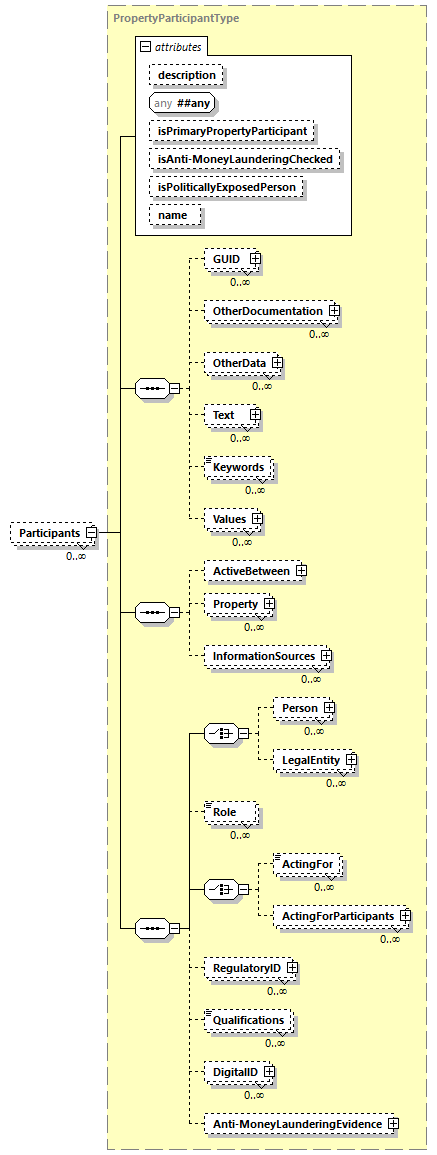 PropertyParticipantType
attributes
description
any ##any
isPrimaryPropertyParticipant
isAnti-MoneyLaunderingChecked
isPoliticallyExposedPerson
name
GUID
0..∞
OtherDocumentation
0..∞
OtherData
0..∞
Text
0..∞
Keywords
0..∞
Values
0..∞
Participants
0..∞
ActiveBetween
Property
0..∞
InformationSources
0..∞
Person
0..∞
LegalEntity
0..∞
Role
0..∞
ActingFor
0..∞
ActingForParticipants
0..∞
RegulatoryID
0..∞
Qualifications
0..∞
DigitalID
0..∞
Anti-MoneyLaunderingEvidence